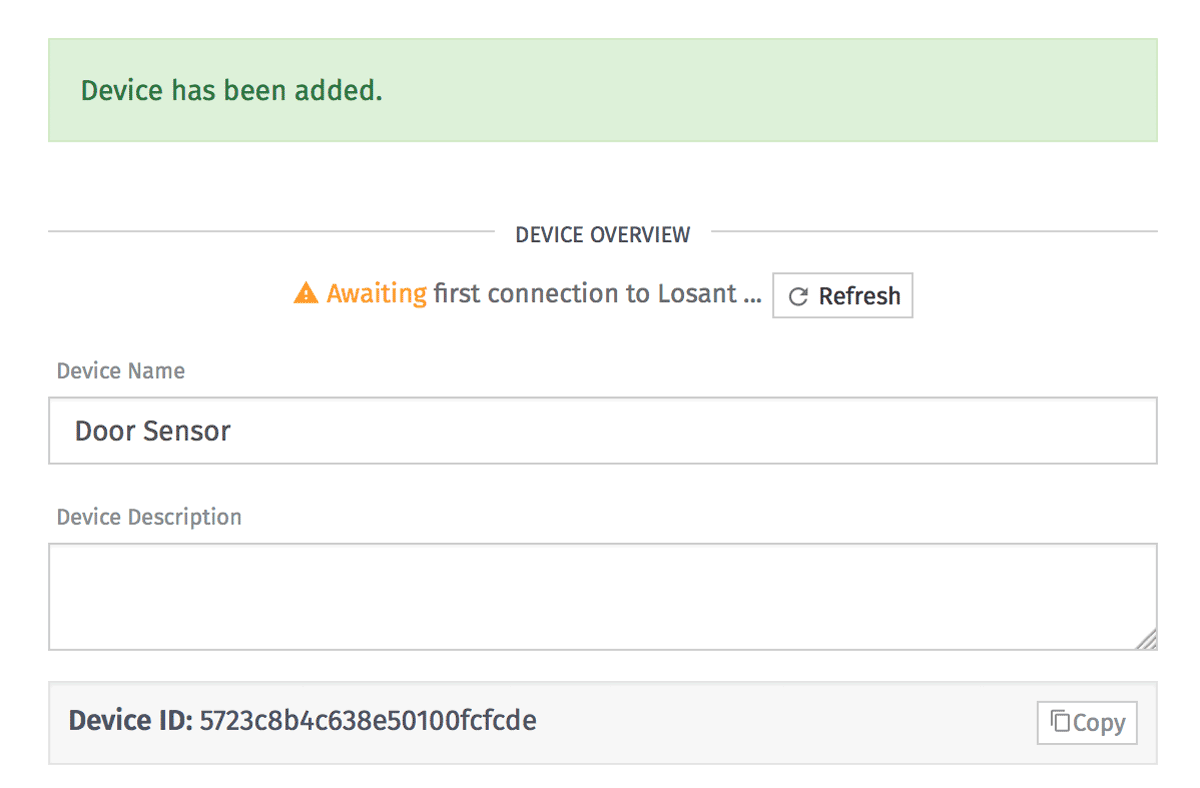 Device has been added.
DEVICE OVERVIEW
Awaiting first connection to Losant ... Refresh
Device Name
Door Sensor
Device Description
Device ID: 5723c8b4c638e50100fcfcde Copy